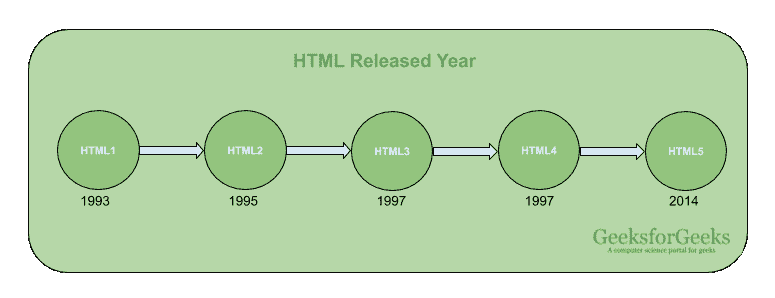 HTML Released Year
HTML1
HTML2
HTML3
HTML4
HTML5
1993
1995
1997
1997
2014
GeeksforGeeks
A computer science portal for geeks